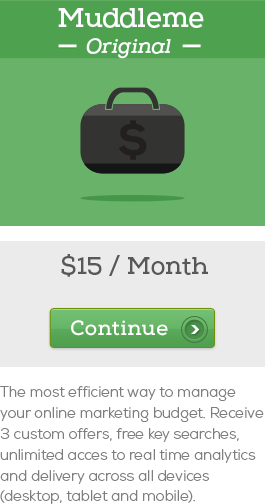 Muddleme
— Original —
$
$15 / Month
Continue
The most efficient way to manage
your online marketing budget. Receive
3 custom offers, free key searches,
unlimited acces to real time analytics
and delivery across all devices
(desktop, tablet and mobile).